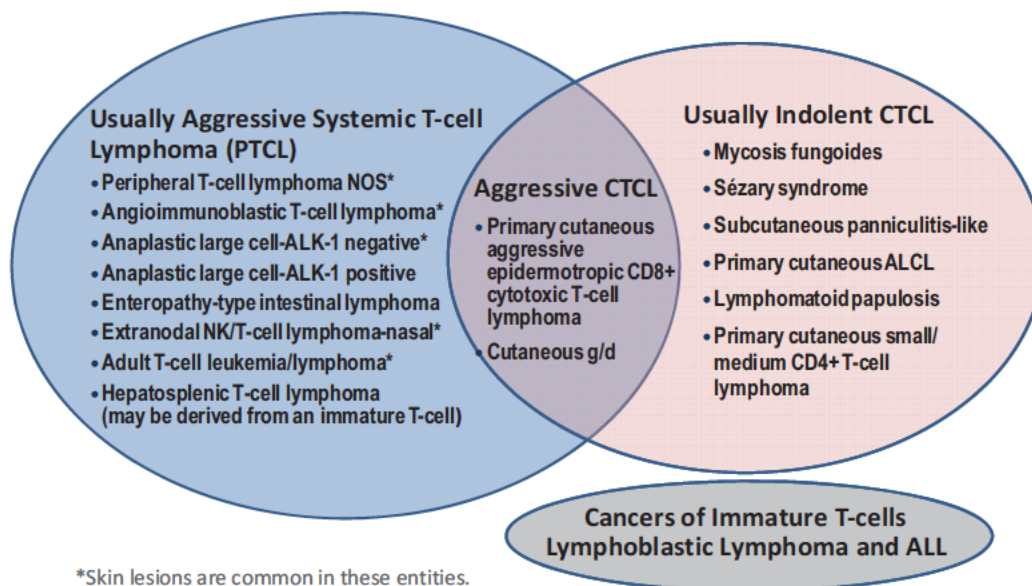 Usually Aggressive Systemic T-cell
Lymphoma (PTCL)
• Peripheral T-cell lymphoma NOS*
• Angioimmunoblastic T-cell lymphoma*
• Anaplastic large cell-ALK-1 negative*
• Anaplastic large cell-ALK-1 positive
• Enteropathy-type intestinal lymphoma
• Extranodal NK/T-cell lymphoma-nasal*
• Adult T-cell leukemia/lymphoma*
• Hepatosplenic T-cell lymphoma
(may be derived from an immature T-cell)
Aggressive CTCL
• Primary cutaneous
aggressive
epidermotropic CD8+
cytotoxic T-cell
lymphoma
• Cutaneous g/d
Usually Indolent CTCL
• Mycosis fungoides
• Sézary syndrome
• Subcutaneous panniculitis-like
• Primary cutaneous ALCL
• Lymphomatoid papulosis
• Primary cutaneous small/
medium CD4+ T-cell
lymphoma
Cancers of Immature T-cells
Lymphoblastic Lymphoma and ALL
*Skin lesions are common in these entities.